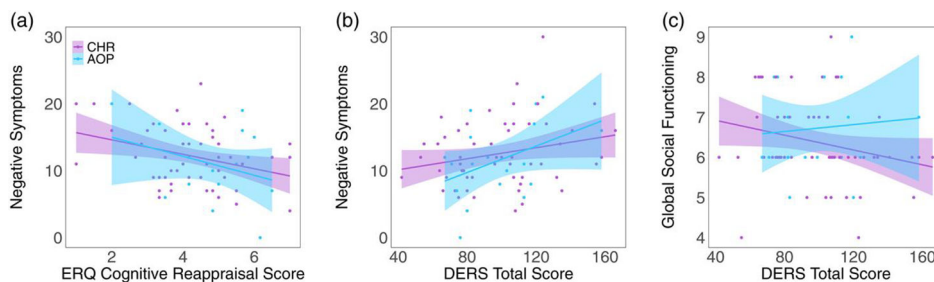 (a)
30
20
10
0
Negative Symptoms
CHR
AOP
2
4
6
ERQ Cognitive Reappraisal Score
(b)
30
20
10
0
Negative Symptoms
40
80
120
160
DERS Total Score
(c)
9
8
7
6
5
4
Global Social Functioning
40
80
120
160
DERS Total Score